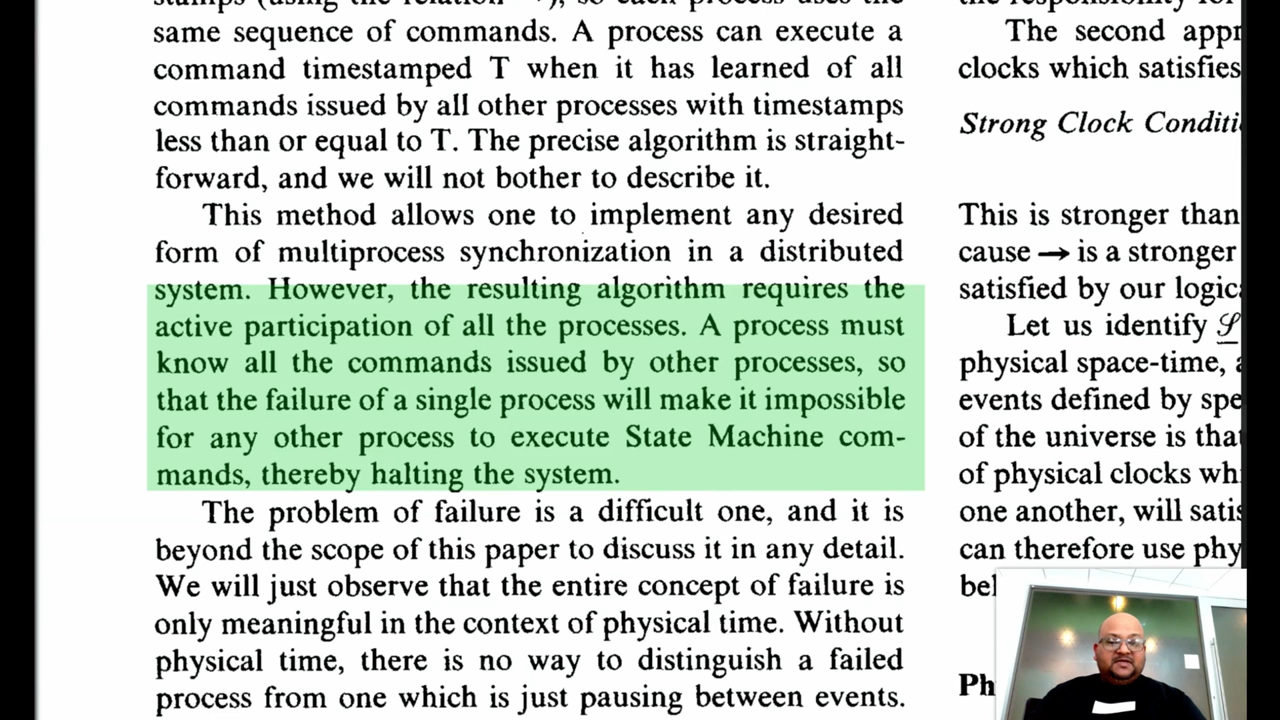 same sequence of commands. A process can execute a
command timestamped T when it has learned of all
commands issued by all other processes with timestamps
less than or equal to T. The precise algorithm is straight-
forward, and we will not bother to describe it.
This method allows one to implement any desired
form of multiprocess synchronization in a distributed
system. However, the resulting algorithm requires the
active participation of all the processes. A process must
know all the commands issued by other processes, so
that the failure of a single process will make it impossible
for any other process to execute State Machine com-
mands, thereby halting the system.
The problem of failure is a difficult one, and it is
beyond the scope of this paper to discuss it in any detail.
We will just observe that the entire concept of failure is
only meaningful in the context of physical time. Without
physical time, there is no way to distinguish a failed
process from one which is just pausing between events.
The second appr
clocks which satisfies
Strong Clock Conditi
This is stronger than
cause → is a stronger
satisfied by our logic
Let us identify 𝒮
physical space-time,
events defined by spe
of the universe is that
of physical clocks wh
one another, will satis
can therefore use phy
bel
Ph